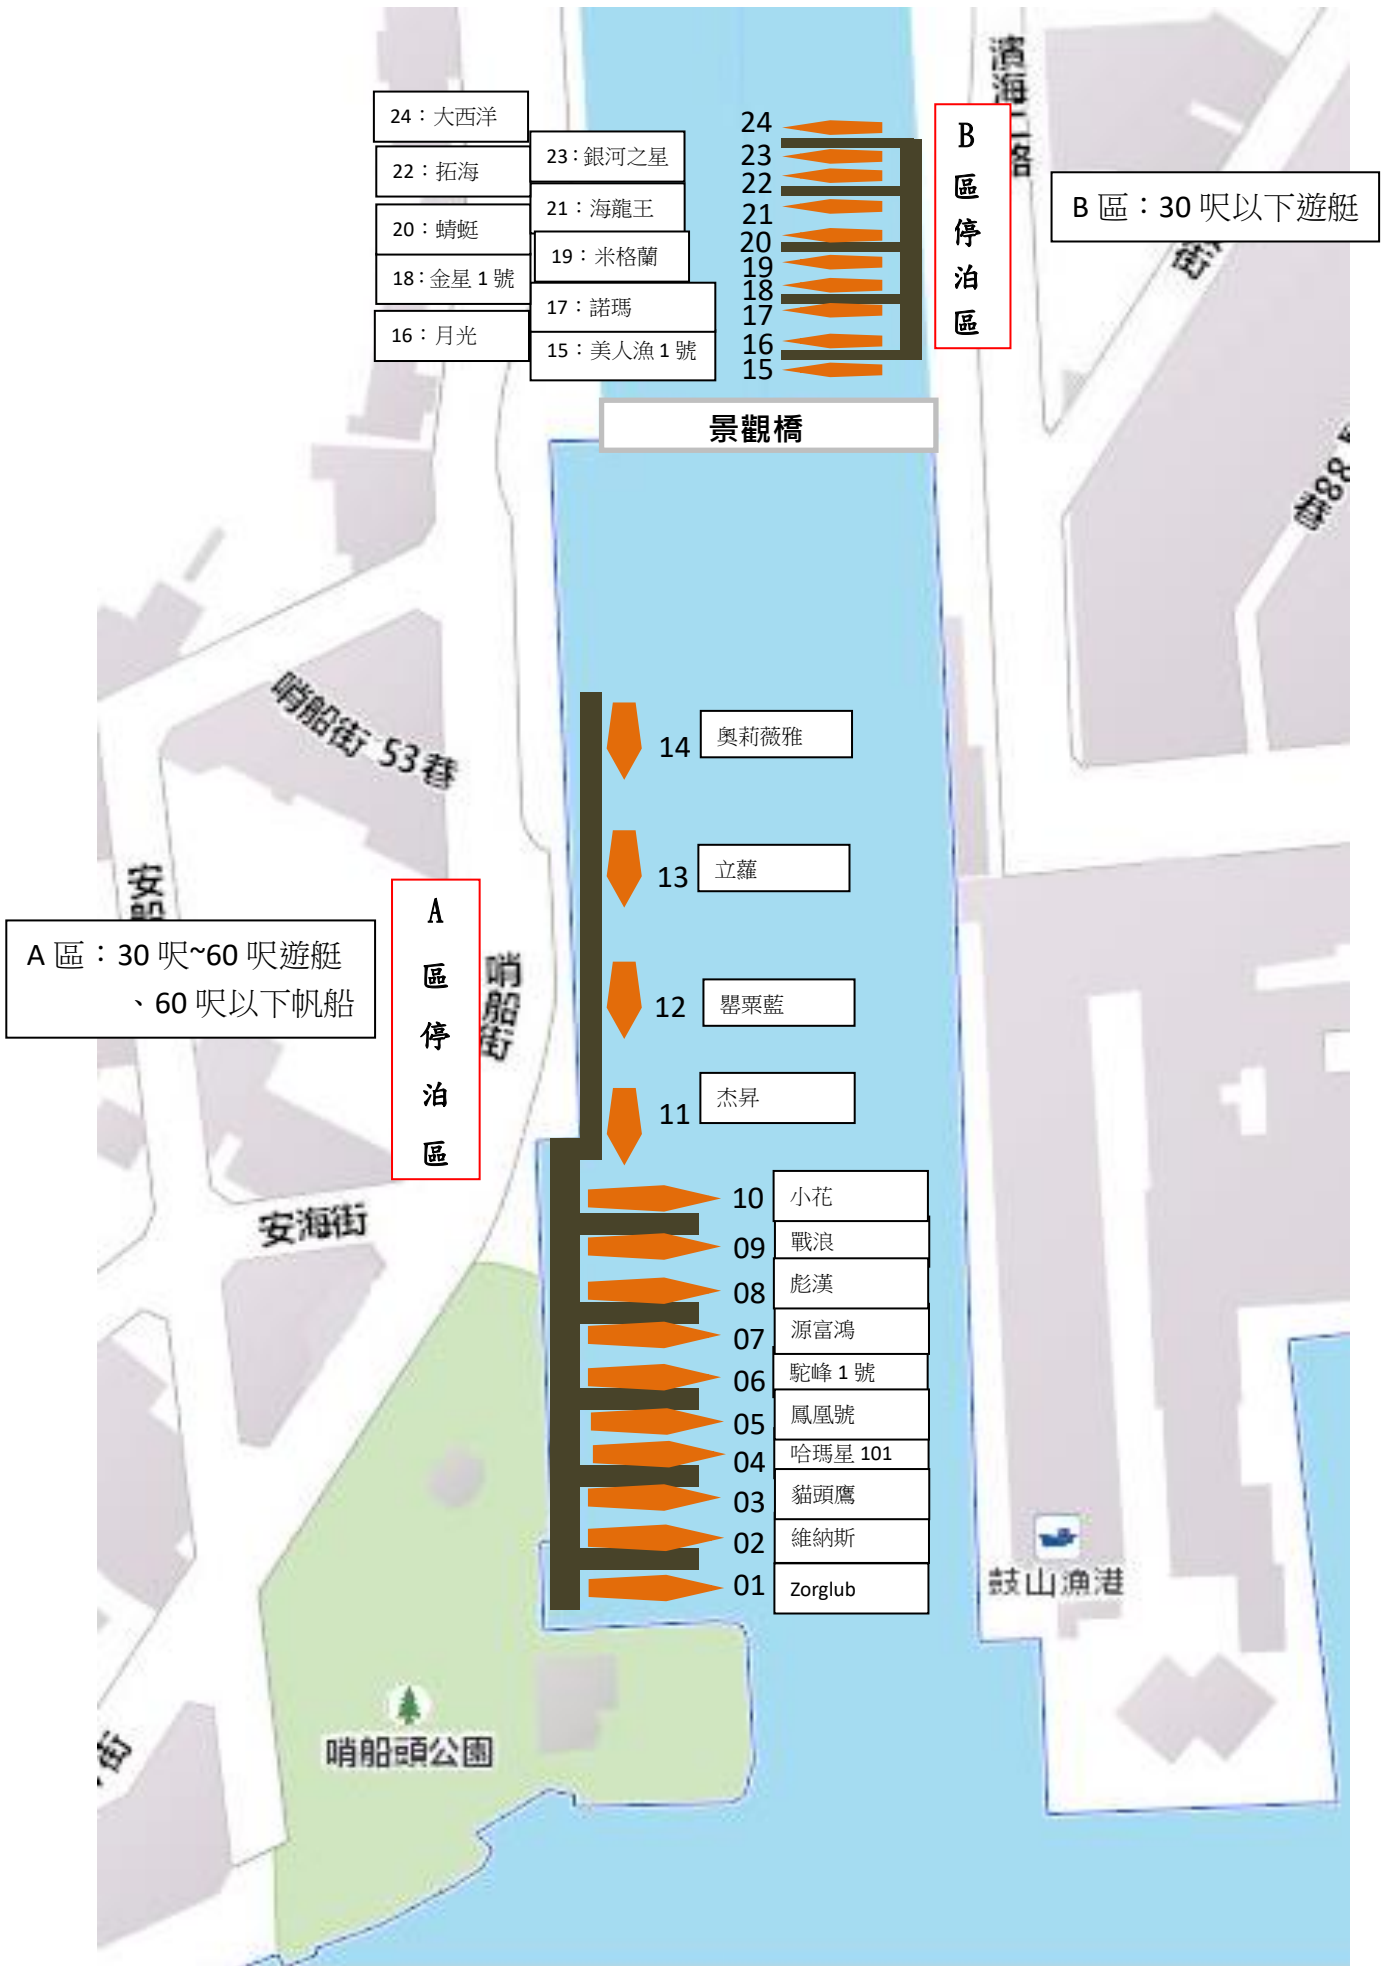 24：大西洋
23：銀河之星
22：拓海
21：海龍王
20：蜻蜓
19：米格蘭
18：金星 1 號
17：諾瑪
16：月光
15：美人漁 1 號
24
23
22
21
20
19
18
17
16
15
B
區
停
泊
區
B 區：30 呎以下遊艇
街
景觀橋
巷88
哨船街 53巷
14
奧莉薇雅
13
立蘿
12
罌粟藍
11
杰昇
安船
A 區：30 呎~60 呎遊艇
、60 呎以下帆船
A
區
停
泊
區
哨船街
安海街
10
小花
09
戰浪
08
彪漢
07
源富鴻
06
駝峰 1 號
05
鳳凰號
04
哈瑪星 101
03
貓頭鷹
02
維納斯
01
Zorglub
鼓山漁港
哨船頭公園
街